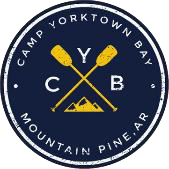 CAMP YORKTOWN BAY
Y
C B
MOUNTAIN PINE, AR